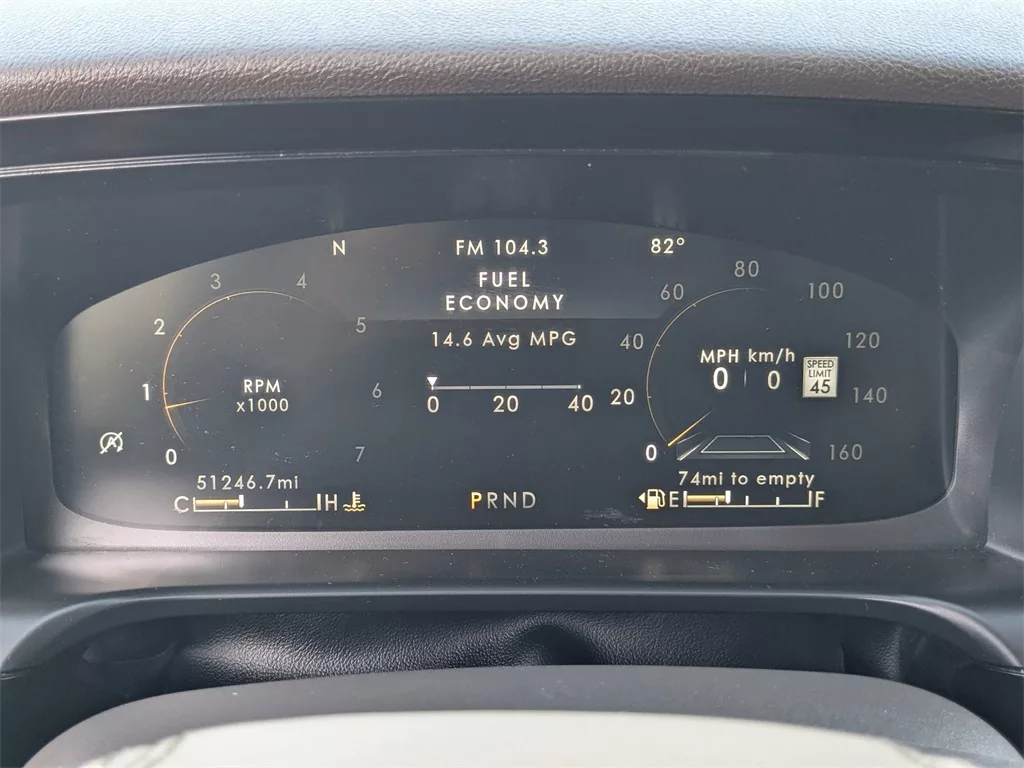 N
FM 104.3
82°
FUEL
ECONOMY
14.6 Avg MPG
0 20 40
0
1
2
3
4
5
6
7
RPM
x1000
0
20
40
60
80
100
120
140
160
MPH km/h
0 0
SPEED
LIMIT
45
A
51246.7mi
C H
PRND
74mi to empty
E F